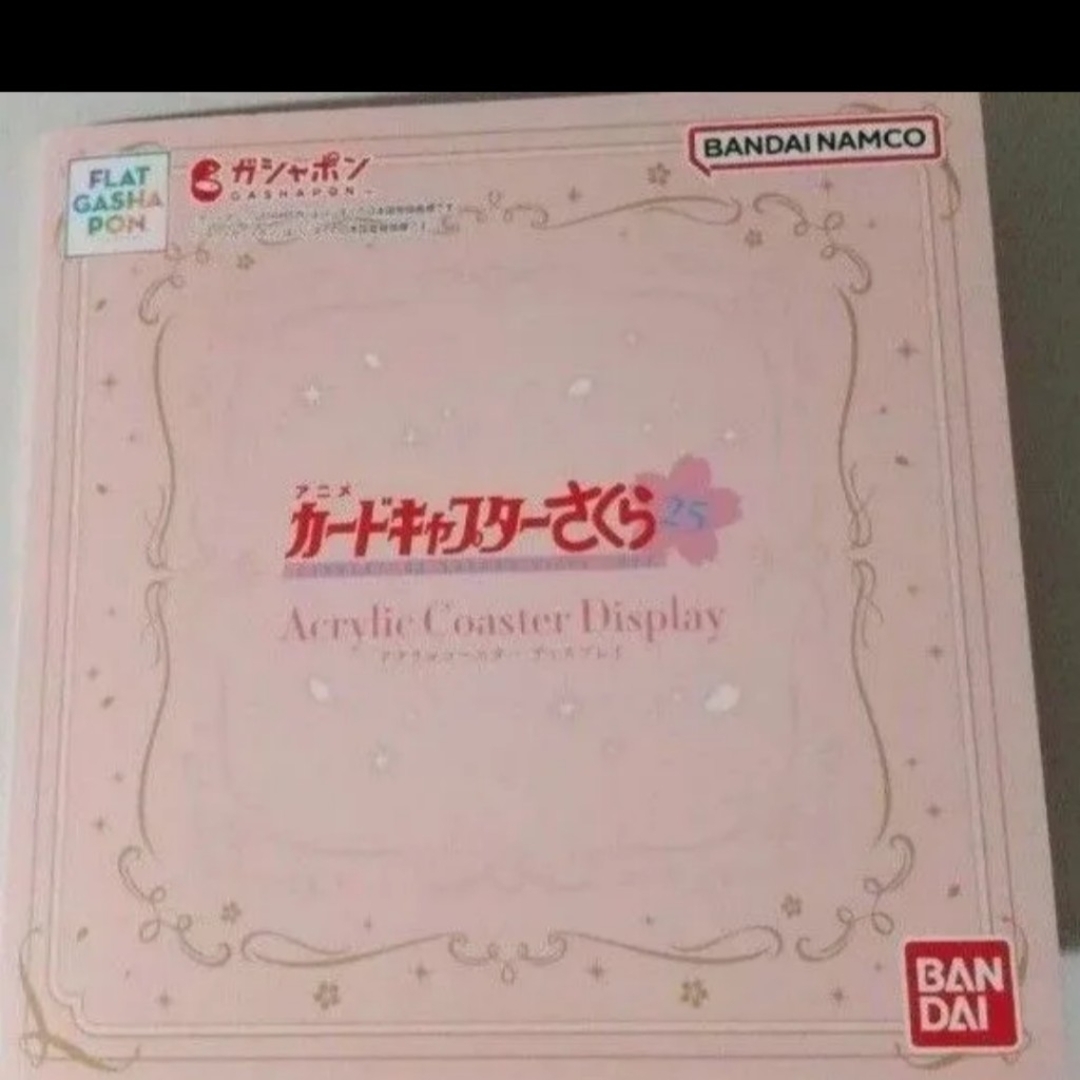 FLAT
GASHA
PON
ガシャポン
GASHAPON
BANDAI NAMCO
アニメ
カードキャプターさくら 25
Acrylic Coaster Display
アクリルコースター ディスプレイ
BAN
DAI